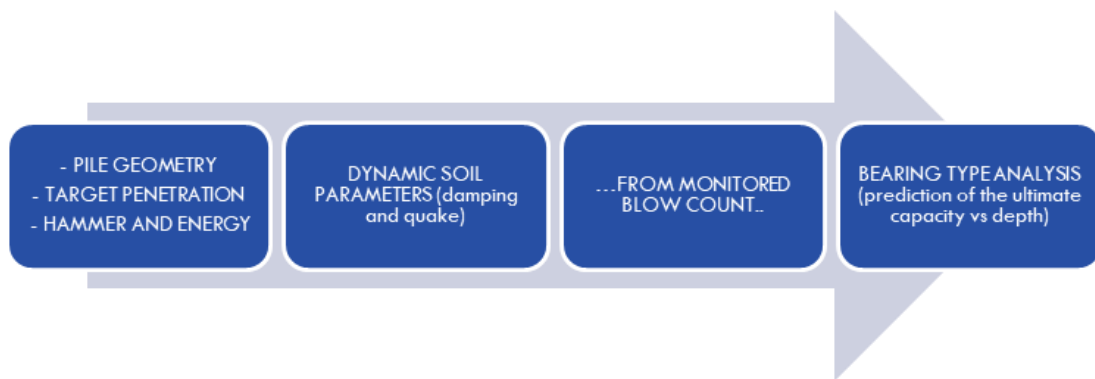 - PILE GEOMETRY
- TARGET PENETRATION
- HAMMER AND ENERGY
DYNAMIC SOIL
PARAMETERS (damping
and quake)
...FROM MONITORED
BLOW COUNT..
BEARING TYPE ANALYSIS
(prediction of the ultimate
capacity vs depth)